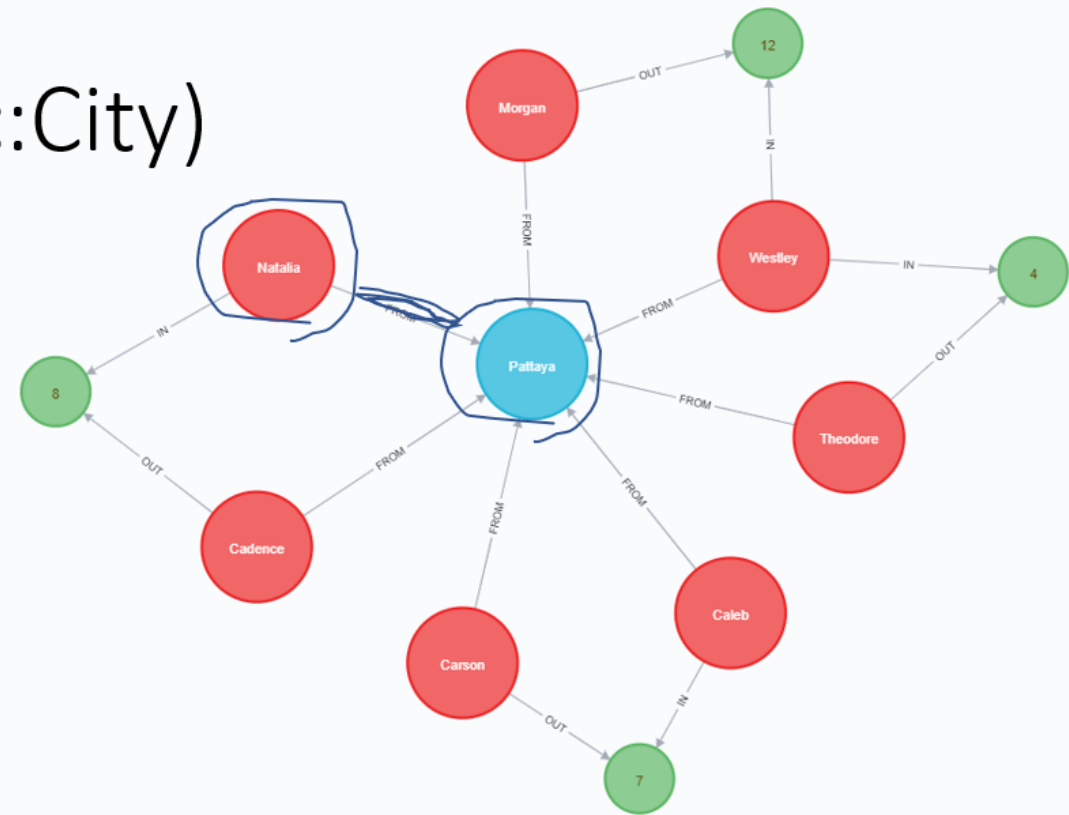 :City)
12
OUT
Morgan
IN
FROM
Westley
Natalia
IN
4
FROM
FROM
IN
OUT
Pattaya
8
FROM
Theodore
OUT
FROM
FROM
Cadence
FROM
Caleb
Carson
IN
OUT
7